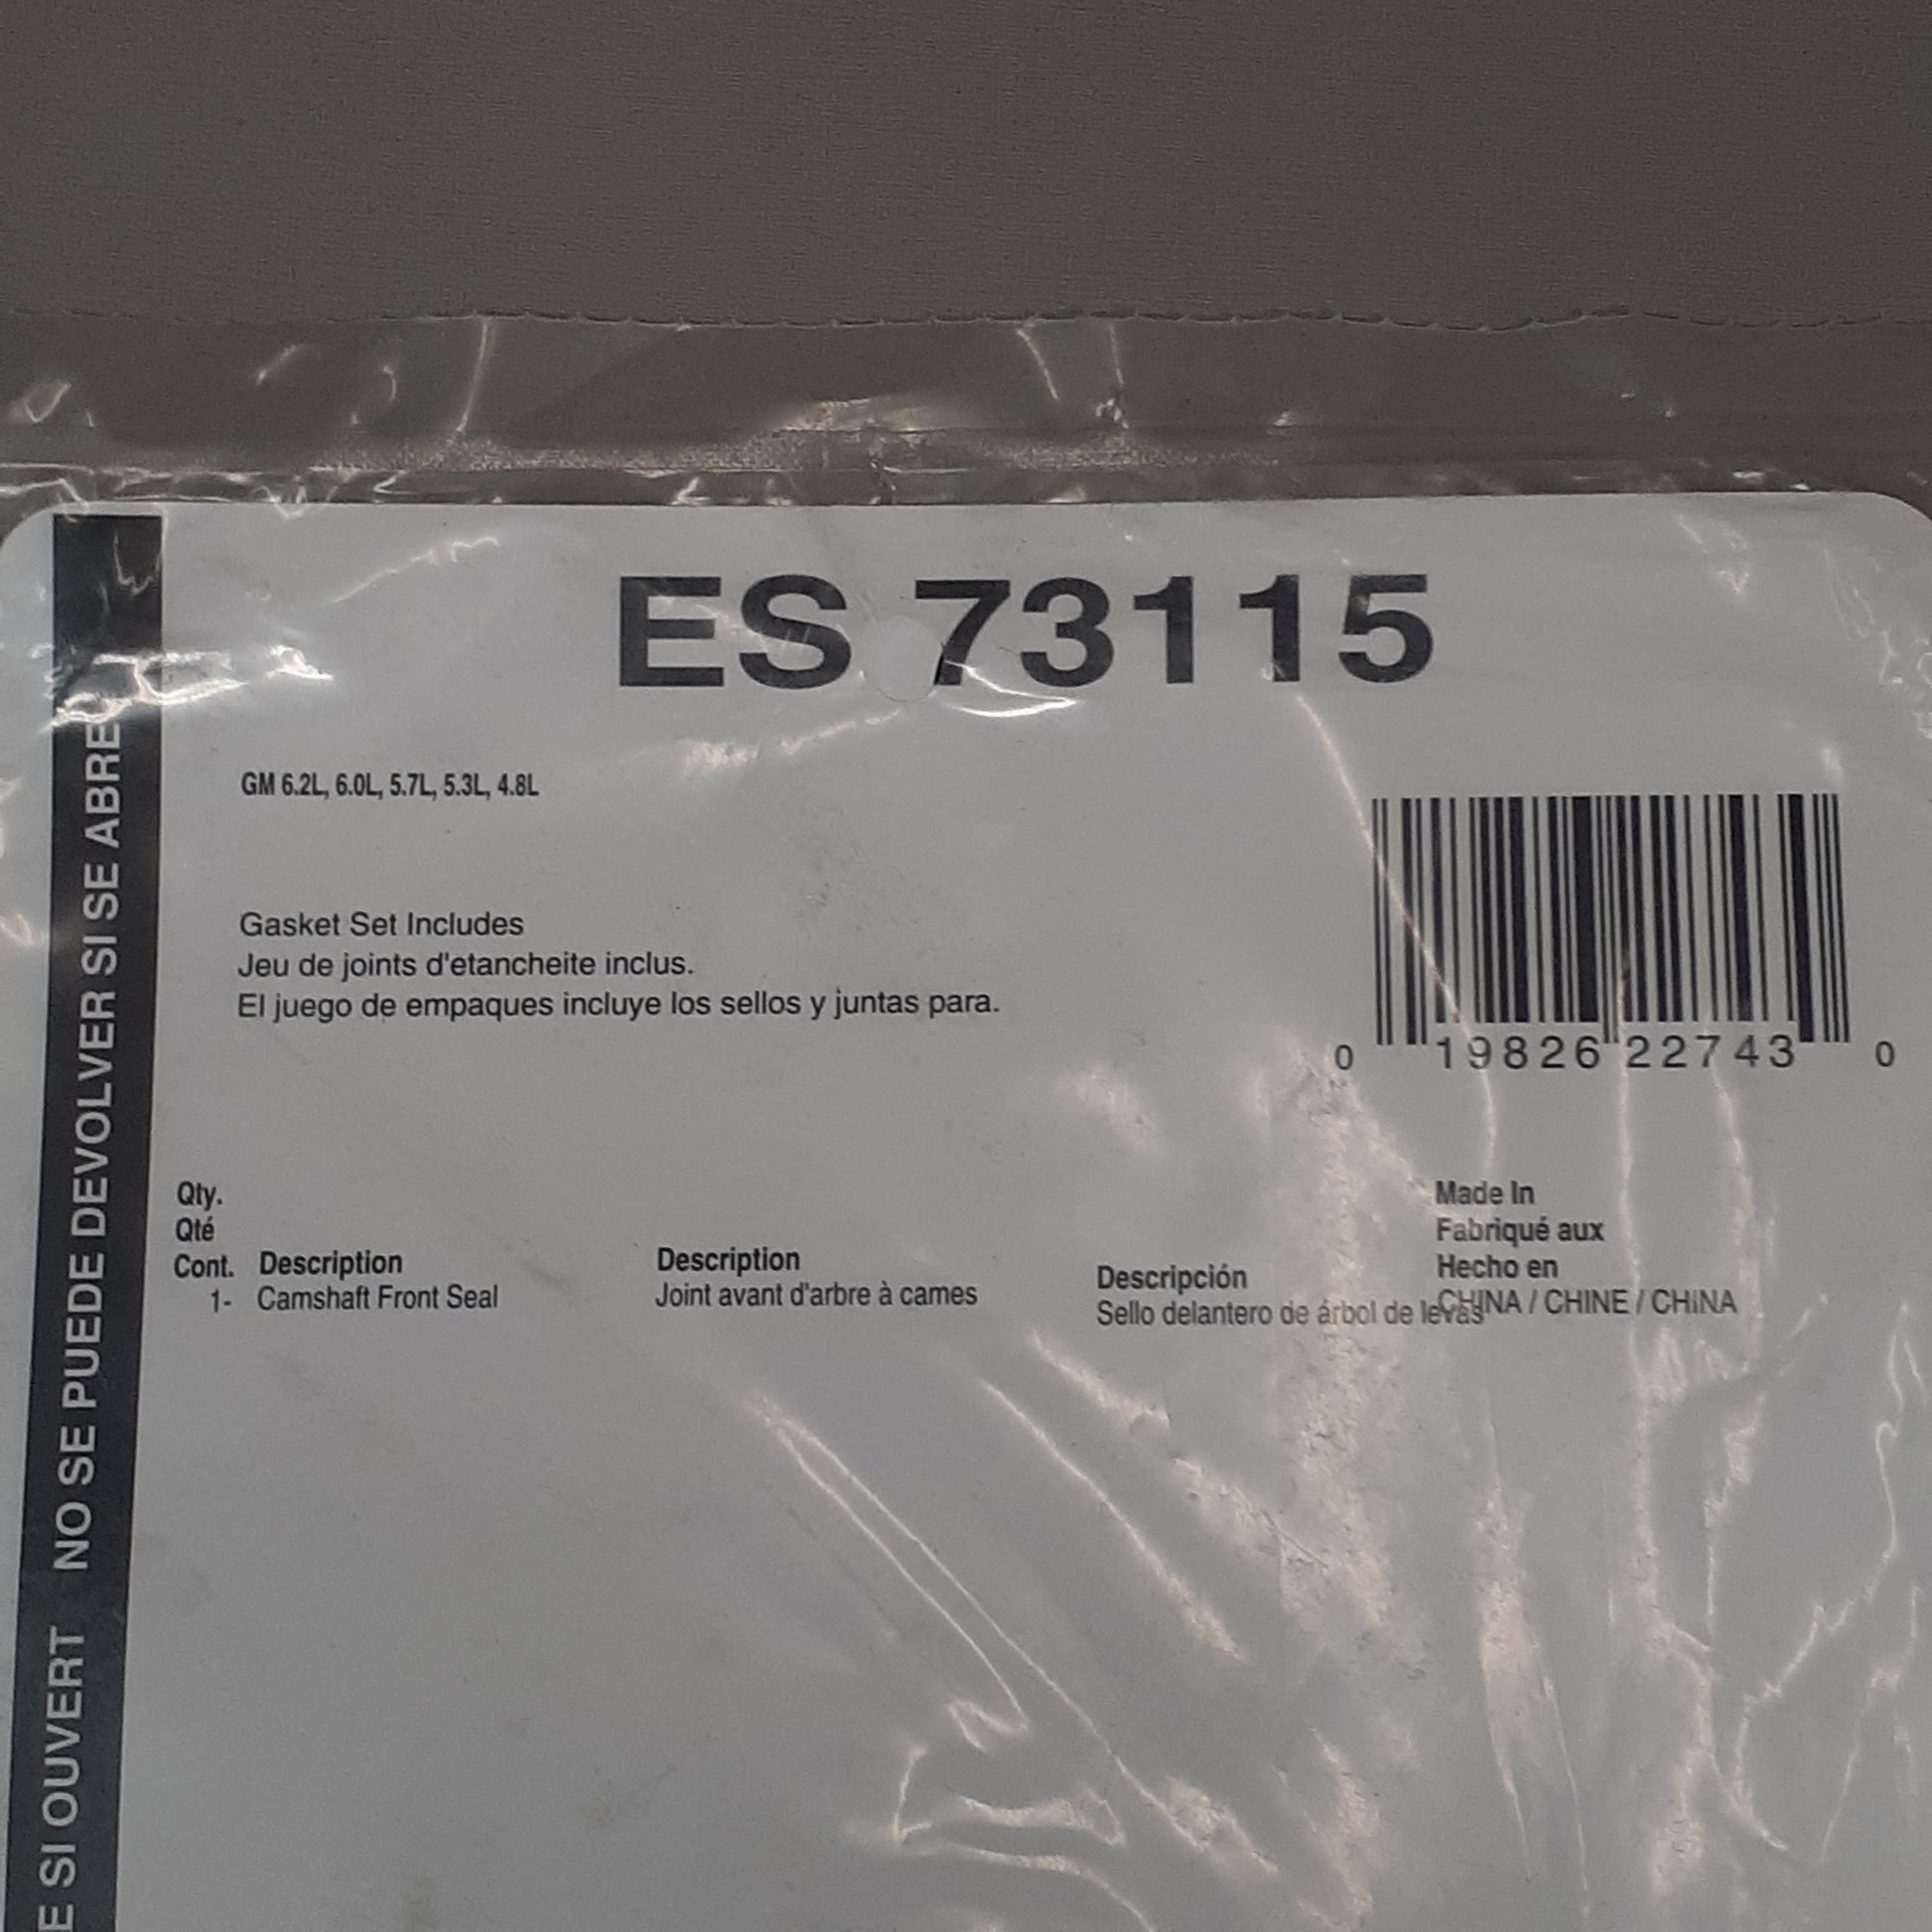 ES 73115
GM 6.2L, 6.0L, 5.7L, 5.3L, 4.8L
Gasket Set Includes
Jeu de joints d'etancheite inclus.
El juego de empaques incluye los sellos y juntas para.
0 19826 22743 0
Qty.
Qté
Cont.
Description
1- Camshaft Front Seal
Description
Joint avant d'arbre à cames
Descripción
Sello delantero de árbol de levas
Made In
Fabriqué aux
Hecho en
CHINA / CHINE / CHINA
SI OUVERT NO SE PUEDE DEVOLVER SI SE ABRE